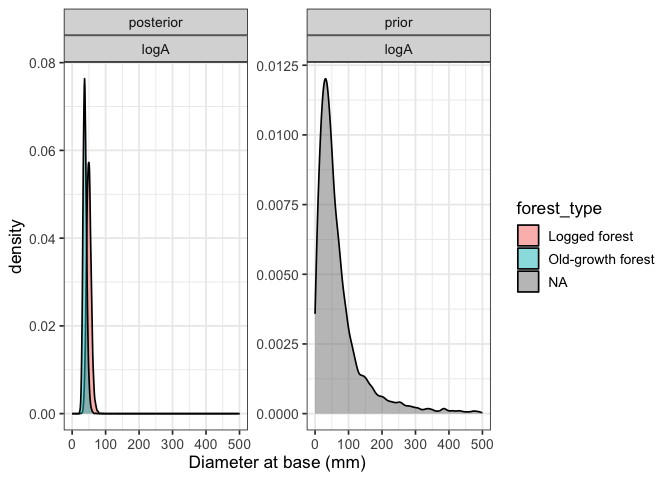 posterior
prior
logA
logA
density
0.08
0.06
0.04
0.02
0.00
0.0125
0.0100
0.0075
0.0050
0.0025
0.0000
0 100 200 300 400 500
0 100 200 300 400 500
Diameter at base (mm)
forest_type
Logged forest
Old-growth forest
NA